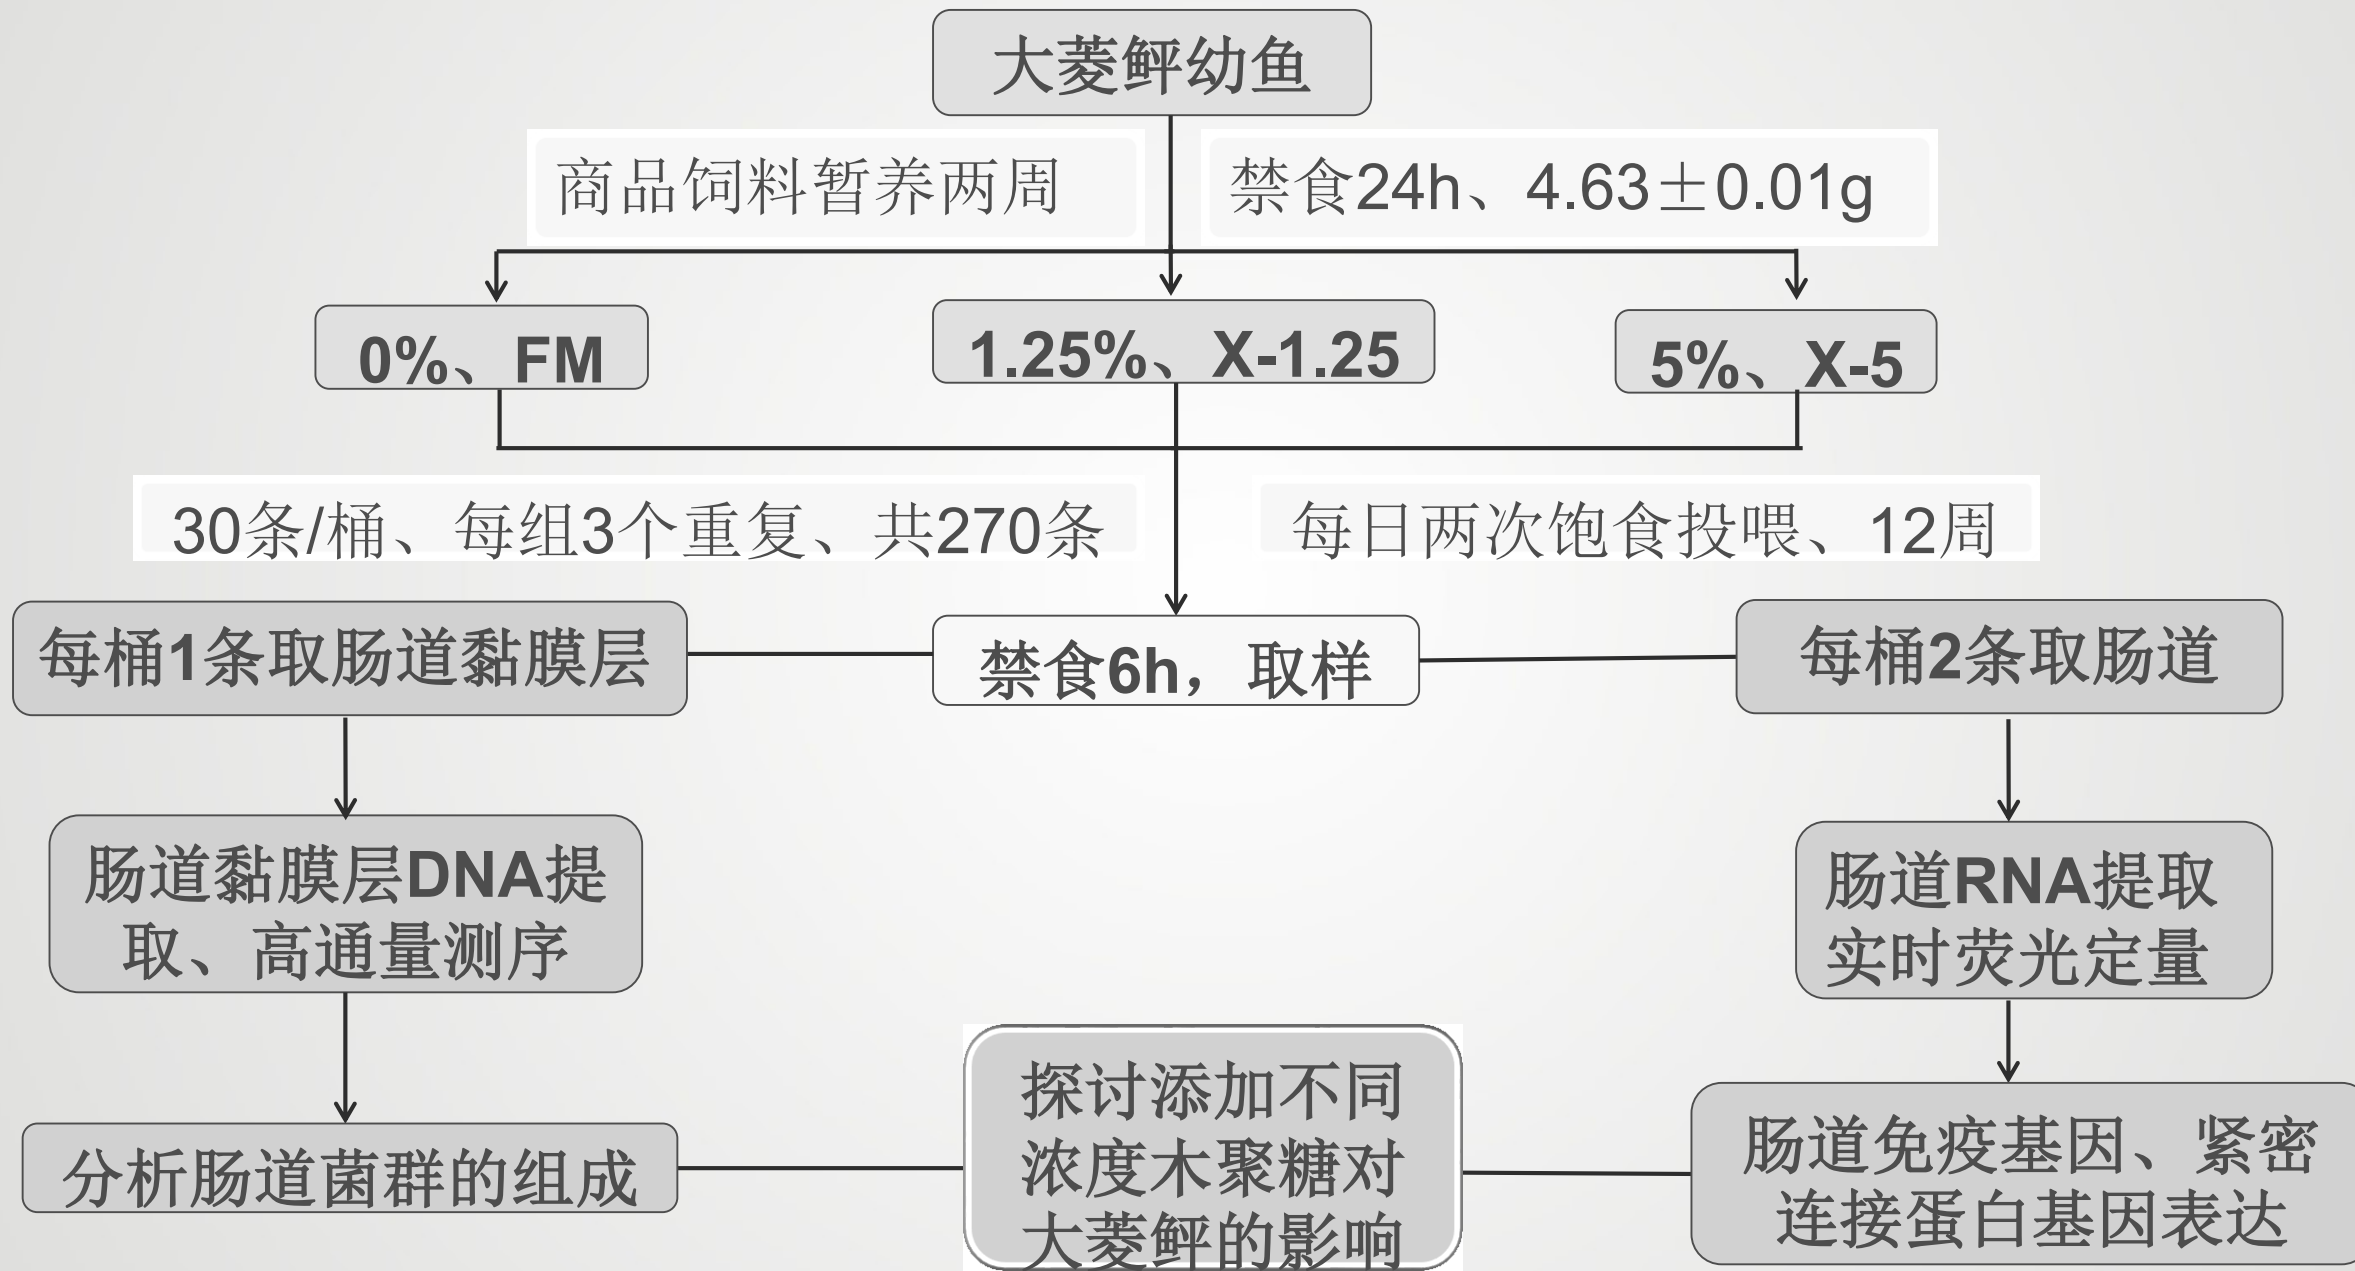 大菱鲆幼鱼
商品饲料暂养两周
禁食24h、4.63±0.01g
0%、FM
1.25%、X-1.25
5%、X-5
30条/桶、每组3个重复、共270条
每日两次饱食投喂、12周
每桶1条取肠道黏膜层
禁食6h，取样
每桶2条取肠道
肠道黏膜层DNA提
取、高通量测序
肠道RNA提取
实时荧光定量
分析肠道菌群的组成
探讨添加不同
浓度木聚糖对
大菱鲆的影响
肠道免疫基因、紧密
连接蛋白基因表达